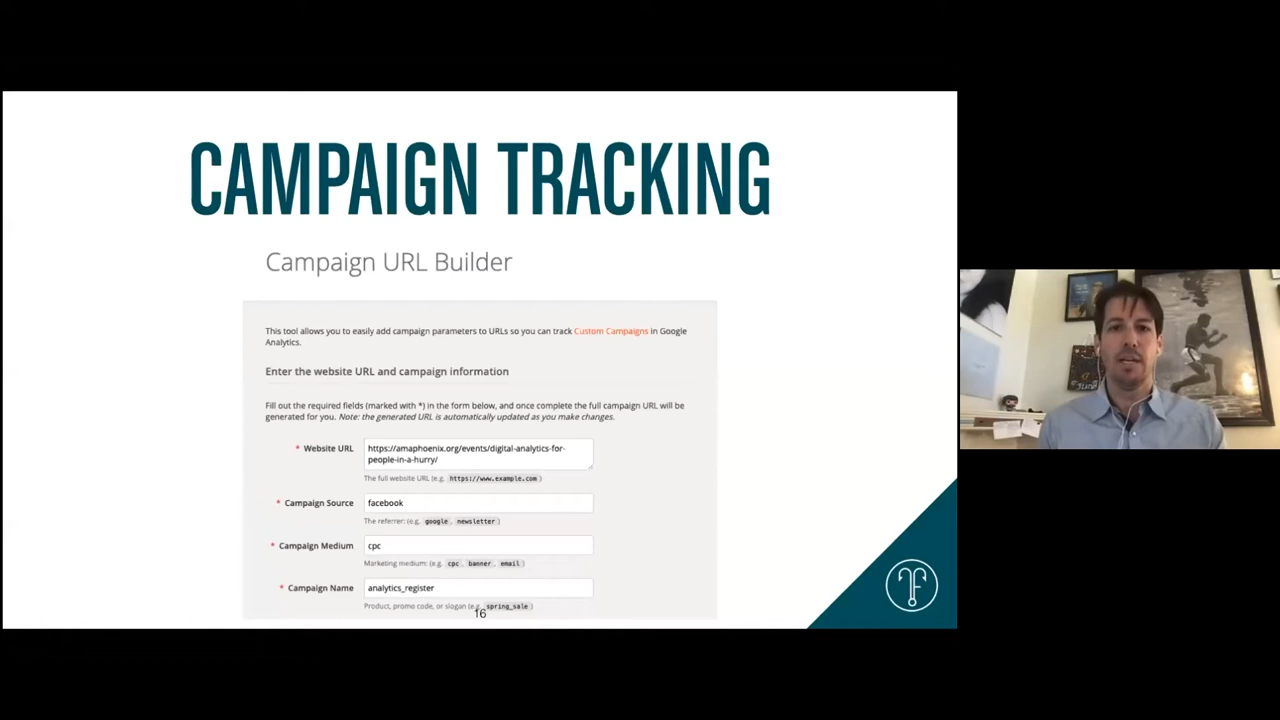 CAMPAIGN TRACKING
Campaign URL Builder
This tool allows you to easily add campaign parameters to URLs so you can track Custom Campaigns in Google
Analytics.
Enter the website URL and campaign information
Fill out the required fields (marked with *) in the form below, and once complete the full campaign URL will be
generated for you. Note: the generated URL is automatically updated as you make changes.
* Website URL
https://amaphoenix.org/events/digital-analytics-for-
people-in-a-hurry/
The full website URL (e.g. https://www.example.com )
* Campaign Source
facebook
The referrer: (e.g. google , newsletter )
* Campaign Medium
cpc
Marketing medium: (e.g. cpc , banner , email )
* Campaign Name
analytics_register
Product, promo code, or slogan (e.g. spring_sale )
16